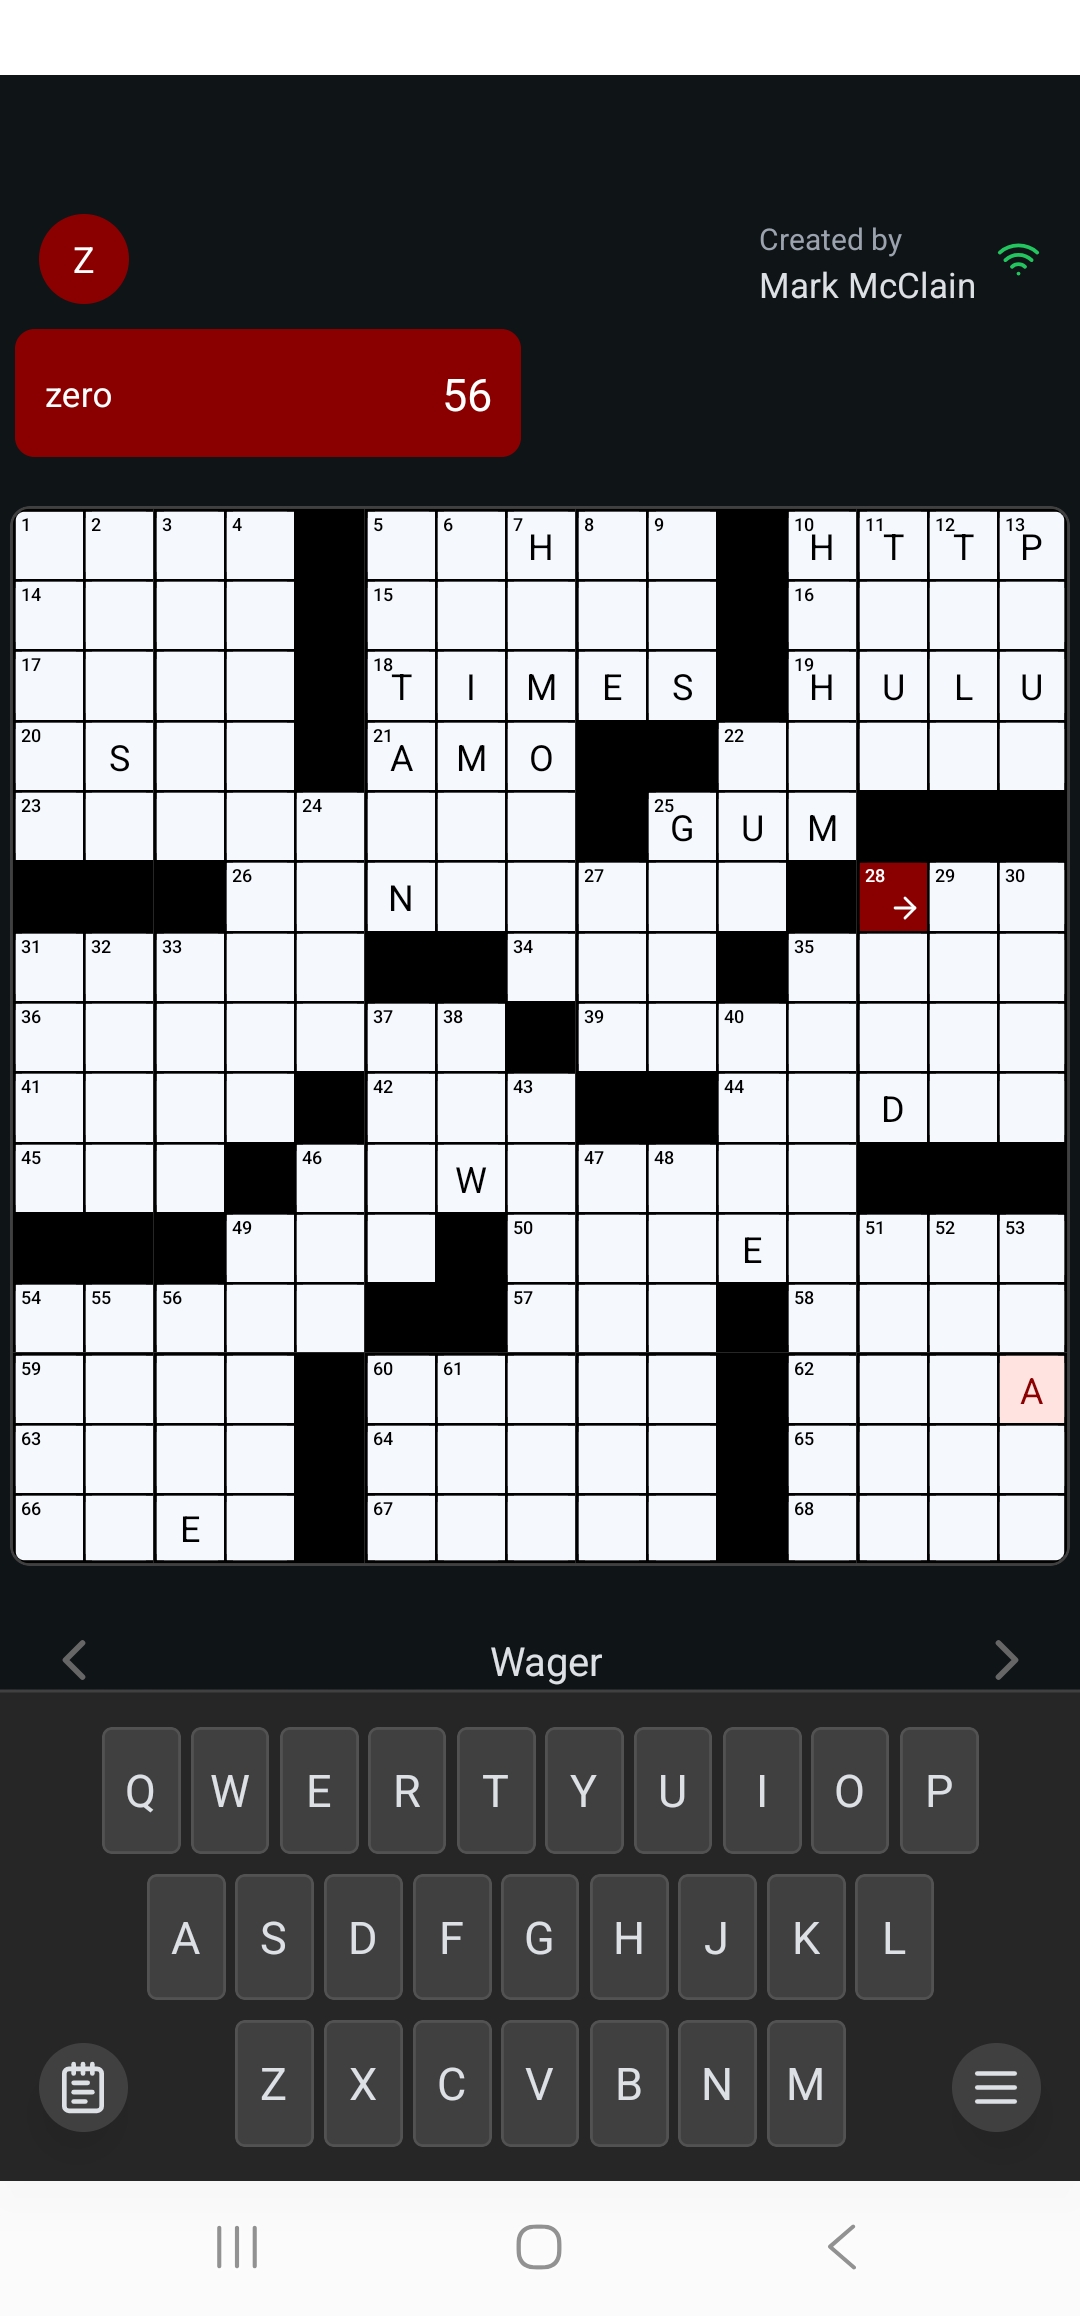 Z
Created by
Mark McClain
zero 56
1 2 3 4 5 6 7 H 8 9 10 H 11 T 12 T 13 P
14 15 16
17 18 T I M E S 19 H U L U
20 S 21 A M O 22
23 24 25 G U M
26 N 27 28 29 30
31 32 33 34 35
36 37 38 39 40
41 42 43 44 D
45 46 W 47 48
49 50 E 51 52 53
54 55 56 57 58
59 60 61 62 A
63 64 65
66 E 67 68
Wager
Q W E R T Y U I O P
A S D F G H J K L
Z X C V B N M